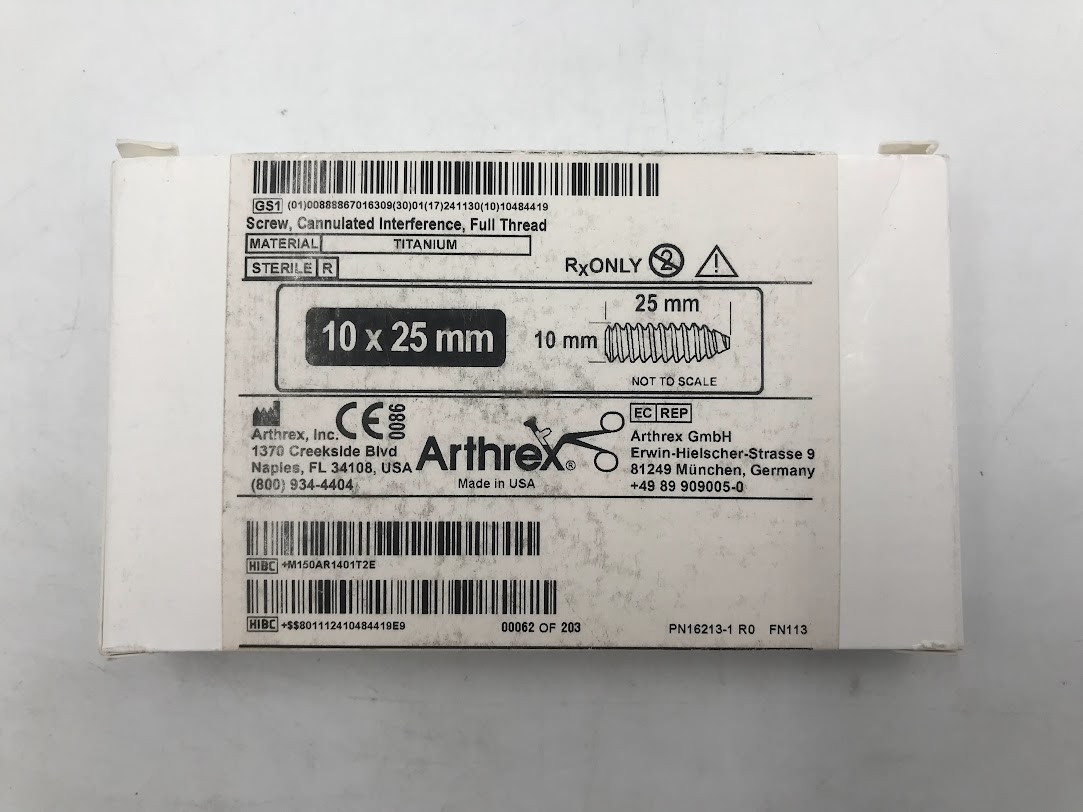 GS1 (01)00888867016309(30)01(17)241130(10)10484419
Screw, Cannulated Interference, Full Thread
MATERIAL TITANIUM
STERILE R
RxONLY 2
10 x 25 mm
25 mm
10 mm
NOT TO SCALE
Arthrex, Inc.
1370 Creekside Blvd
Naples, FL 34108, USA
(800) 934-4404
CE 0086
Arthrex®
Made in USA
EC REP
Arthrex GmbH
Erwin-Hielscher-Strasse 9
81249 München, Germany
+49 89 909005-0
HIBC +M150AR1401T2E
HIBC +$$801112410484419E9
00062 OF 203
PN16213-1 R0 FN113